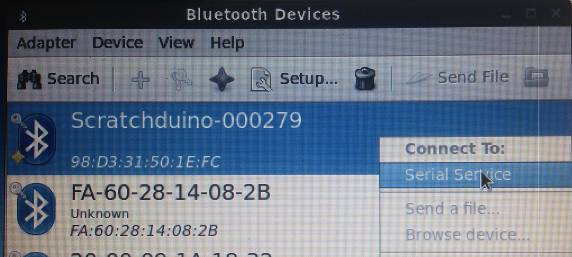 Bluetooth Devices
Adapter Device View Help
Search Setup... Send File
Scratchduino-000279
98:D3:31:50:1E:FC
Connect To:
Serial Service
FA-60-28-14-08-2B
Unknown
FA:60:28:14:08:2B
Send a file...
Browse device...